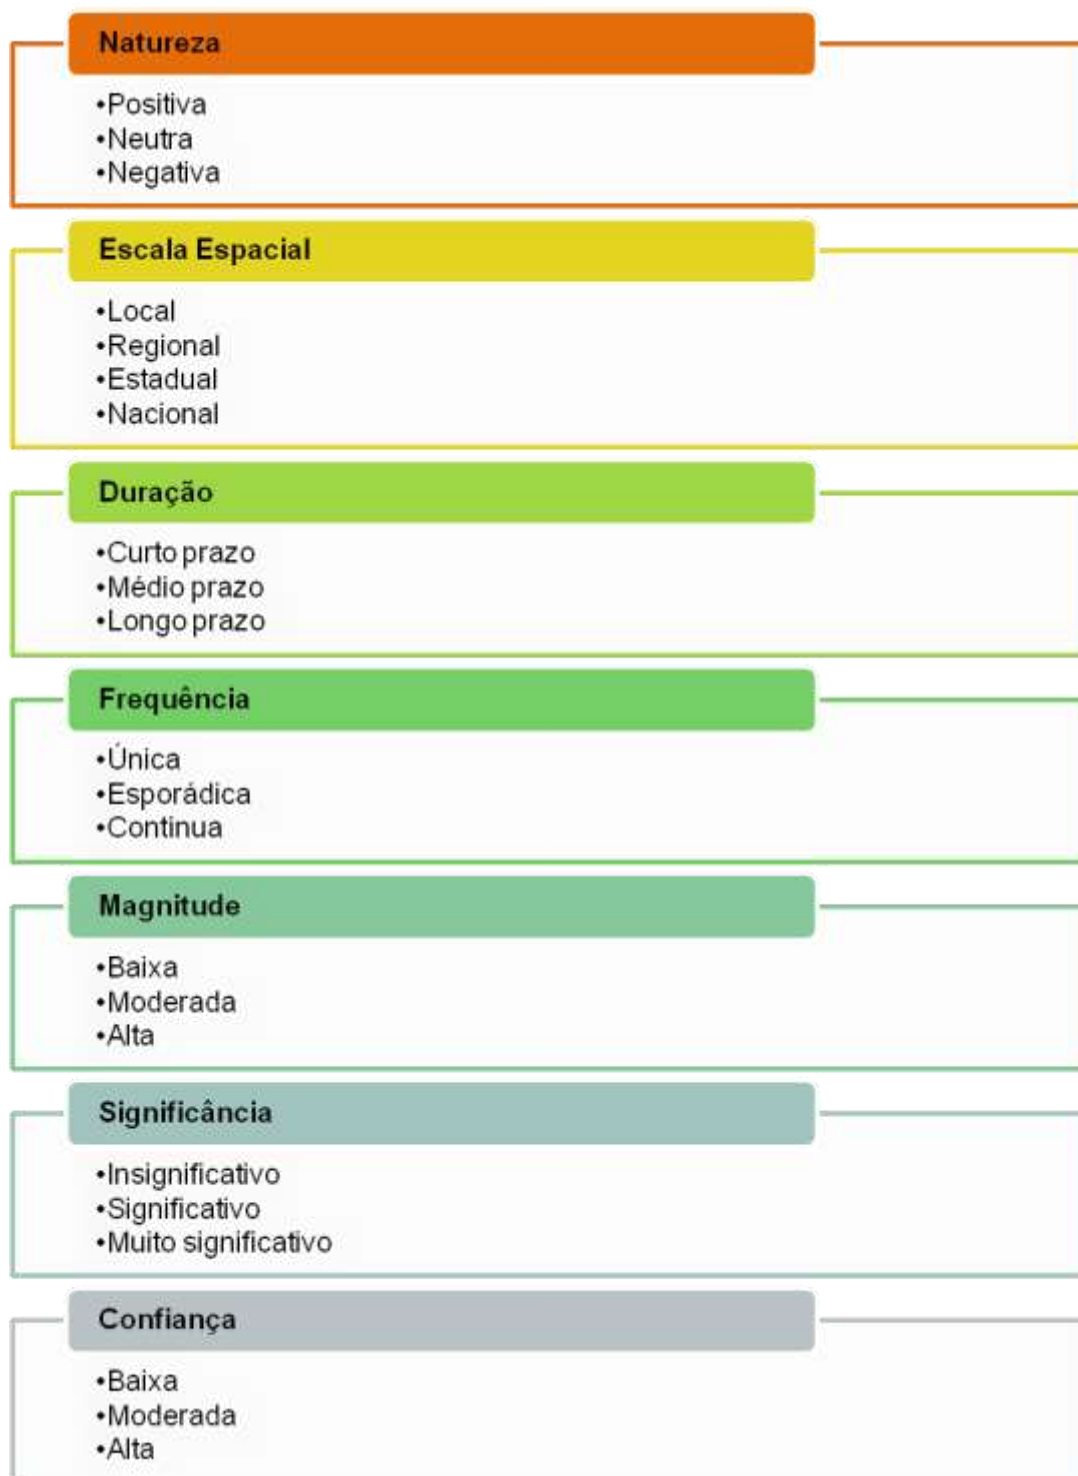 Natureza
•Positiva
•Neutra
•Negativa
Escala Espacial
•Local
•Regional
•Estadual
•Nacional
Duração
•Curto prazo
•Médio prazo
•Longo prazo
Frequência
•Única
•Esporádica
•Continua
Magnitude
•Baixa
•Moderada
•Alta
Significância
•Insignificativo
•Significativo
•Muito significativo
Confiança
•Baixa
•Moderada
•Alta